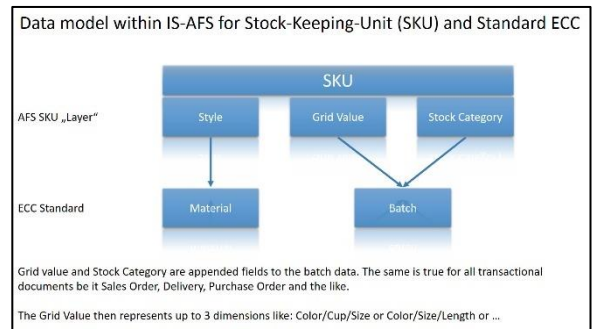 Data model within IS-AFS for Stock-Keeping-Unit (SKU) and Standard ECC
SKU
AFS SKU „Layer“
Style
Grid Value
Stock Category
ECC Standard
Material
Batch
Grid value and Stock Category are appended fields to the batch data. The same is true for all transactional
documents be it Sales Order, Delivery, Purchase Order and the like.
The Grid Value then represents up to 3 dimensions like: Color/Cup/Size or Color/Size/Length or ...